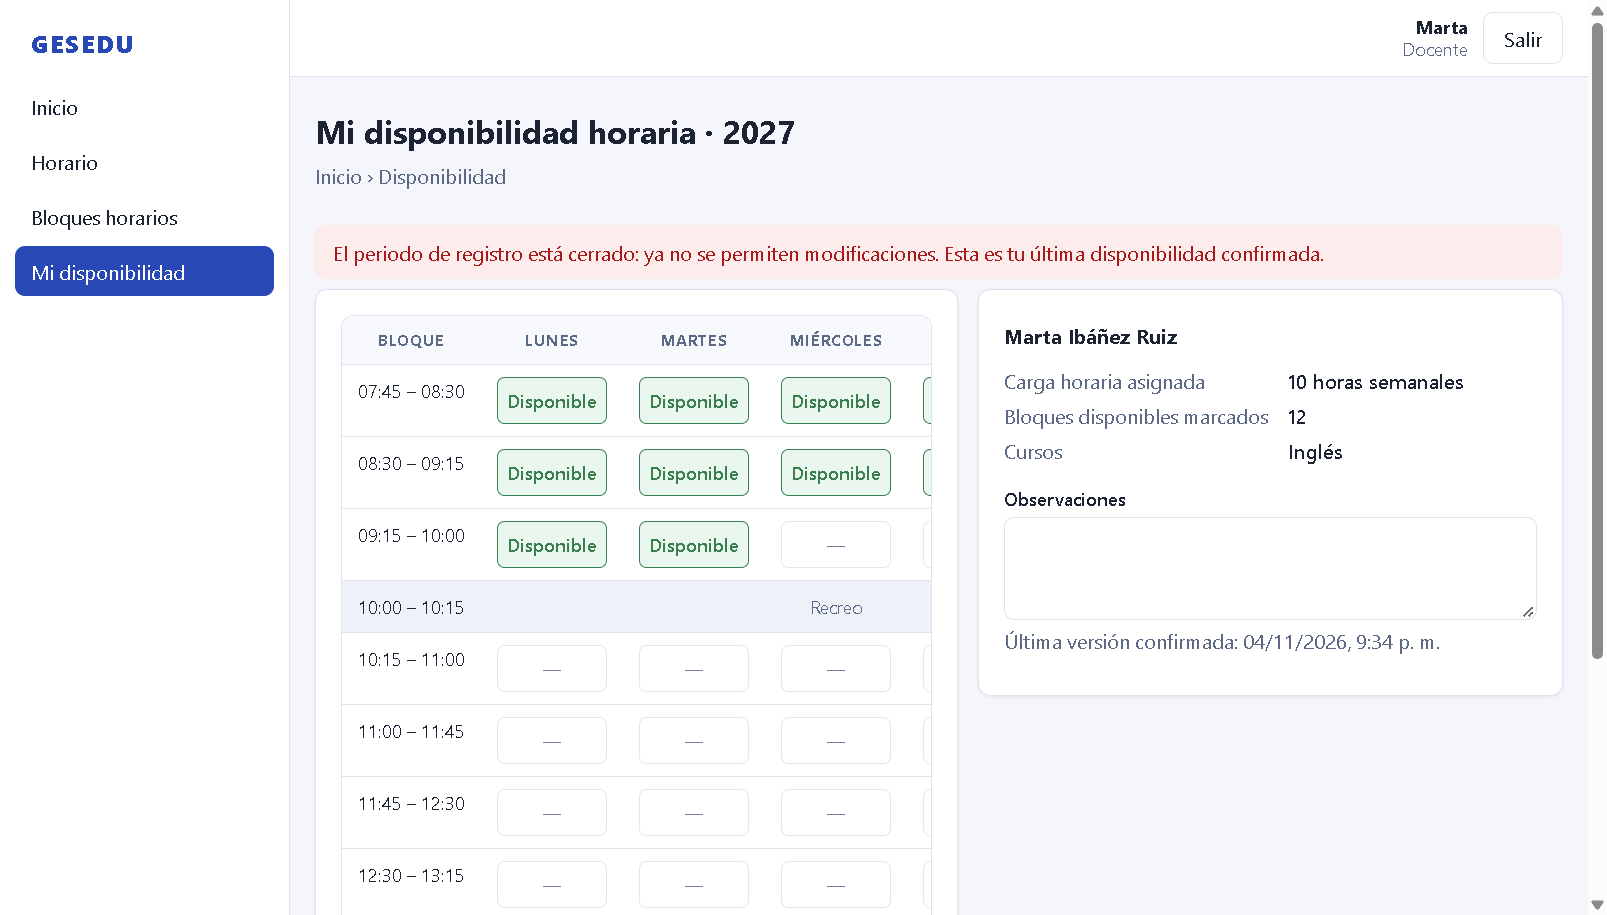 GESEDU
Inicio
Horario
Bloques horarios
Mi disponibilidad
Marta
Docente
Salir
Mi disponibilidad horaria · 2027
Inicio › Disponibilidad
El periodo de registro está cerrado: ya no se permiten modificaciones. Esta es tu última disponibilidad confirmada.
BLOQUE LUNES MARTES MIÉRCOLES
07:45 – 08:30 Disponible Disponible Disponible
08:30 – 09:15 Disponible Disponible Disponible
09:15 – 10:00 Disponible Disponible —
10:00 – 10:15 Recreo
10:15 – 11:00 — — —
11:00 – 11:45 — — —
11:45 – 12:30 — — —
12:30 – 13:15 — — —
Marta Ibáñez Ruiz
Carga horaria asignada 10 horas semanales
Bloques disponibles marcados 12
Cursos Inglés
Observaciones
Última versión confirmada: 04/11/2026, 9:34 p. m.